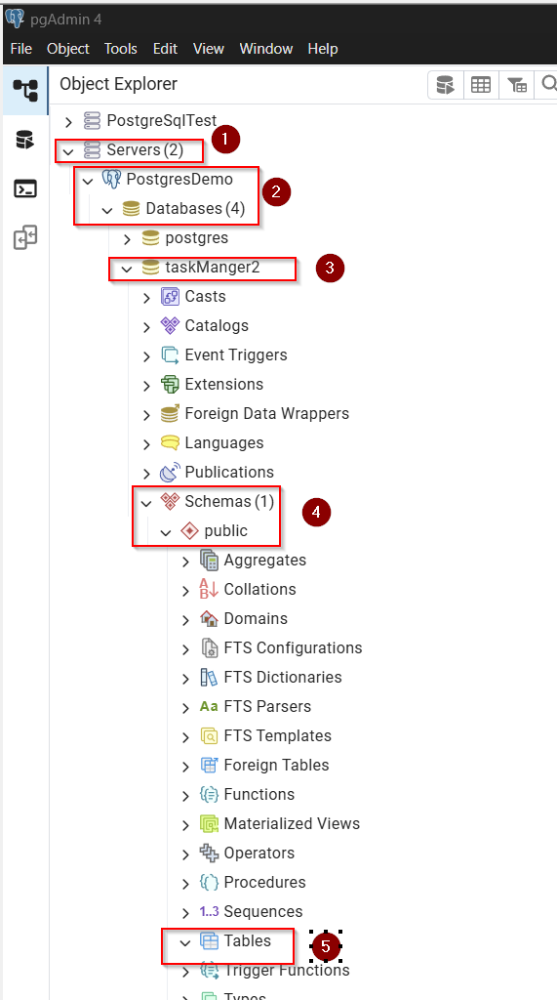 pgAdmin 4
File Object Tools Edit View Window Help
Object Explorer
PostgreSqlTest
Servers (2)
1
PostgresDemo
2
Databases (4)
postgres
taskManger2
3
Casts
Catalogs
Event Triggers
Extensions
Foreign Data Wrappers
Languages
Publications
Schemas (1)
4
public
Aggregates
Collations
Domains
FTS Configurations
FTS Dictionaries
Aa FTS Parsers
FTS Templates
Foreign Tables
Functions
Materialized Views
Operators
Procedures
1..3 Sequences
Tables
5
Trigger Functions
Types